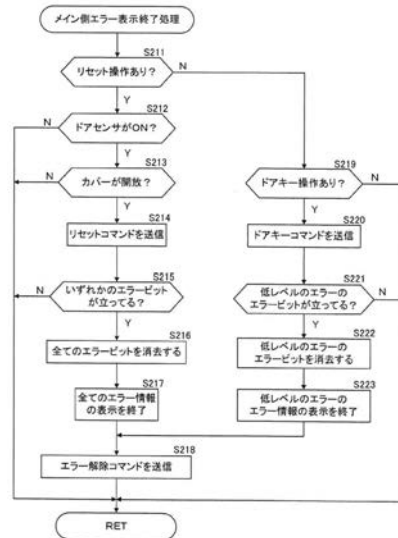 メイン側エラー表示終了処理
S211
リセット操作あり?
N
Y
S212
ドアセンサがON?
N
Y
S213
カバーが開放?
N
Y
S214
リセットコマンドを送信
S215
いずれかのエラービット
が立ってる?
N
Y
S216
全てのエラービットを消去する
S217
全てのエラー情報
の表示を終了
S218
エラー解除コマンドを送信
RET
S219
ドアキー操作あり?
N
Y
S220
ドアキーコマンドを送信
S221
低レベルのエラーの
エラービットが立ってる?
N
Y
S222
低レベルのエラーの
エラービットを消去する
S223
低レベルのエラーの
エラー情報の表示を終了